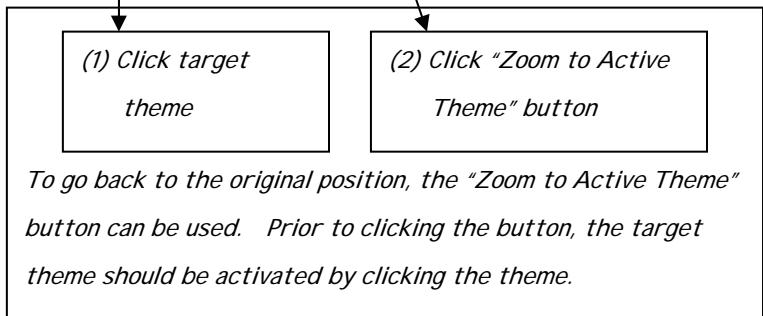 (1) Click target
theme
(2) Click “Zoom to Active
Theme” button
To go back to the original position, the “Zoom to Active Theme”
button can be used. Prior to clicking the button, the target
theme should be activated by clicking the theme.